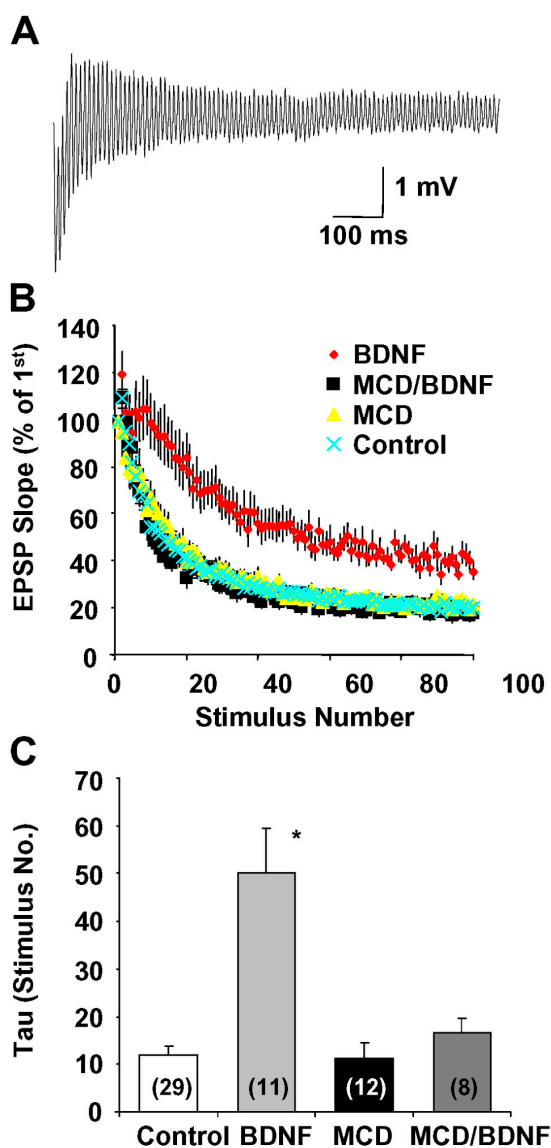 A
1 mV
100 ms
B
140
120
100
80
60
40
20
0
EPSP Slope (% of 1st)
BDNF
MCD/BDNF
MCD
Control
0 20 40 60 80 100
Stimulus Number
C
70
60
50
40
30
20
10
0
Tau (Stimulus No.)
*
(29) (11) (12) (8)
Control BDNF MCD MCD/BDNF